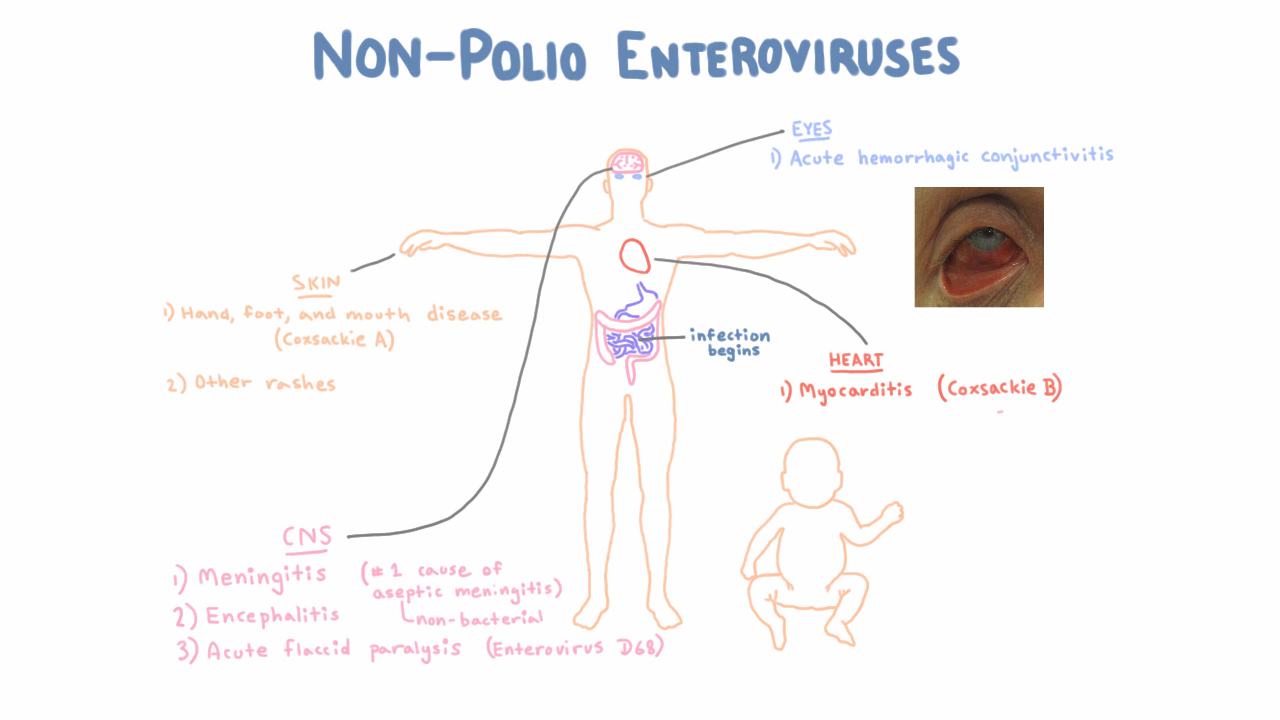 NON-POLIO ENTEROVIRUSES
EYES
1) Acute hemorrhagic conjunctivitis
SKIN
1) Hand, foot, and mouth disease
(Coxsackie A)
2) Other rashes
infection
begins
HEART
1) Myocarditis (Coxsackie B)
CNS
1) Meningitis (#1 cause of
aseptic meningitis)
2) Encephalitis
non-bacterial
3) Acute flaccid paralysis (Enterovirus D68)